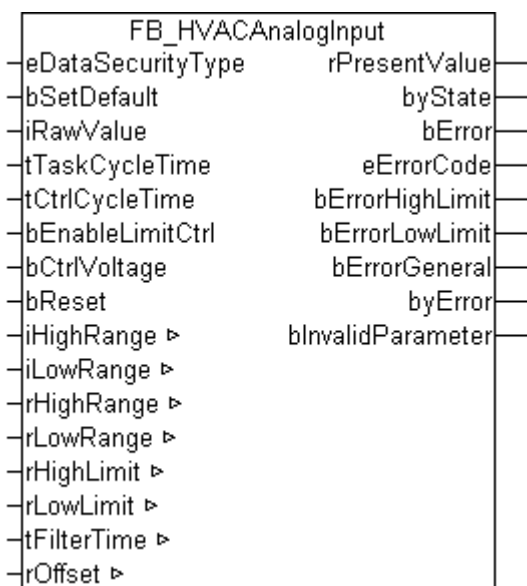 FB_HVACAnalogInput
eDataSecurityType rPresentValue
bSetDefault byState
iRawValue bError
tTaskCycleTime eErrorCode
tCtrlCycleTime bErrorHighLimit
bEnableLimitCtrl bErrorLowLimit
bCtrlVoltage bErrorGeneral
bReset byError
iHighRange ▹ bInvalidParameter
iLowRange ▹
rHighRange ▹
rLowRange ▹
rHighLimit ▹
rLowLimit ▹
tFilterTime ▹
rOffset ▹